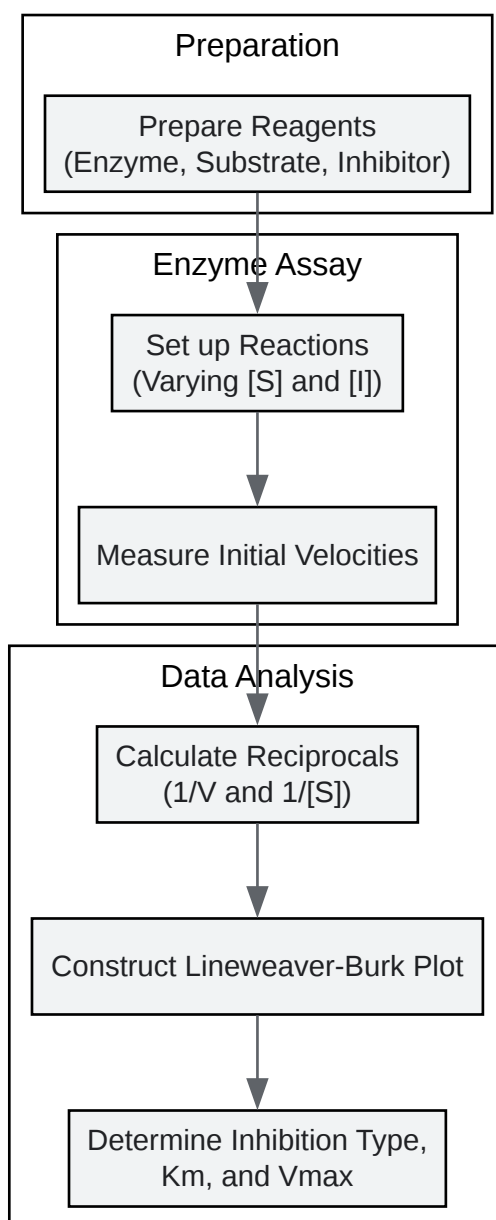 Preparation
Prepare Reagents
(Enzyme, Substrate, Inhibitor)
Enzyme Assay
Set up Reactions
(Varying [S] and [I])
Measure Initial Velocities
Data Analysis
Calculate Reciprocals
(1/V and 1/[S])
Construct Lineweaver-Burk Plot
Determine Inhibition Type,
Km, and Vmax